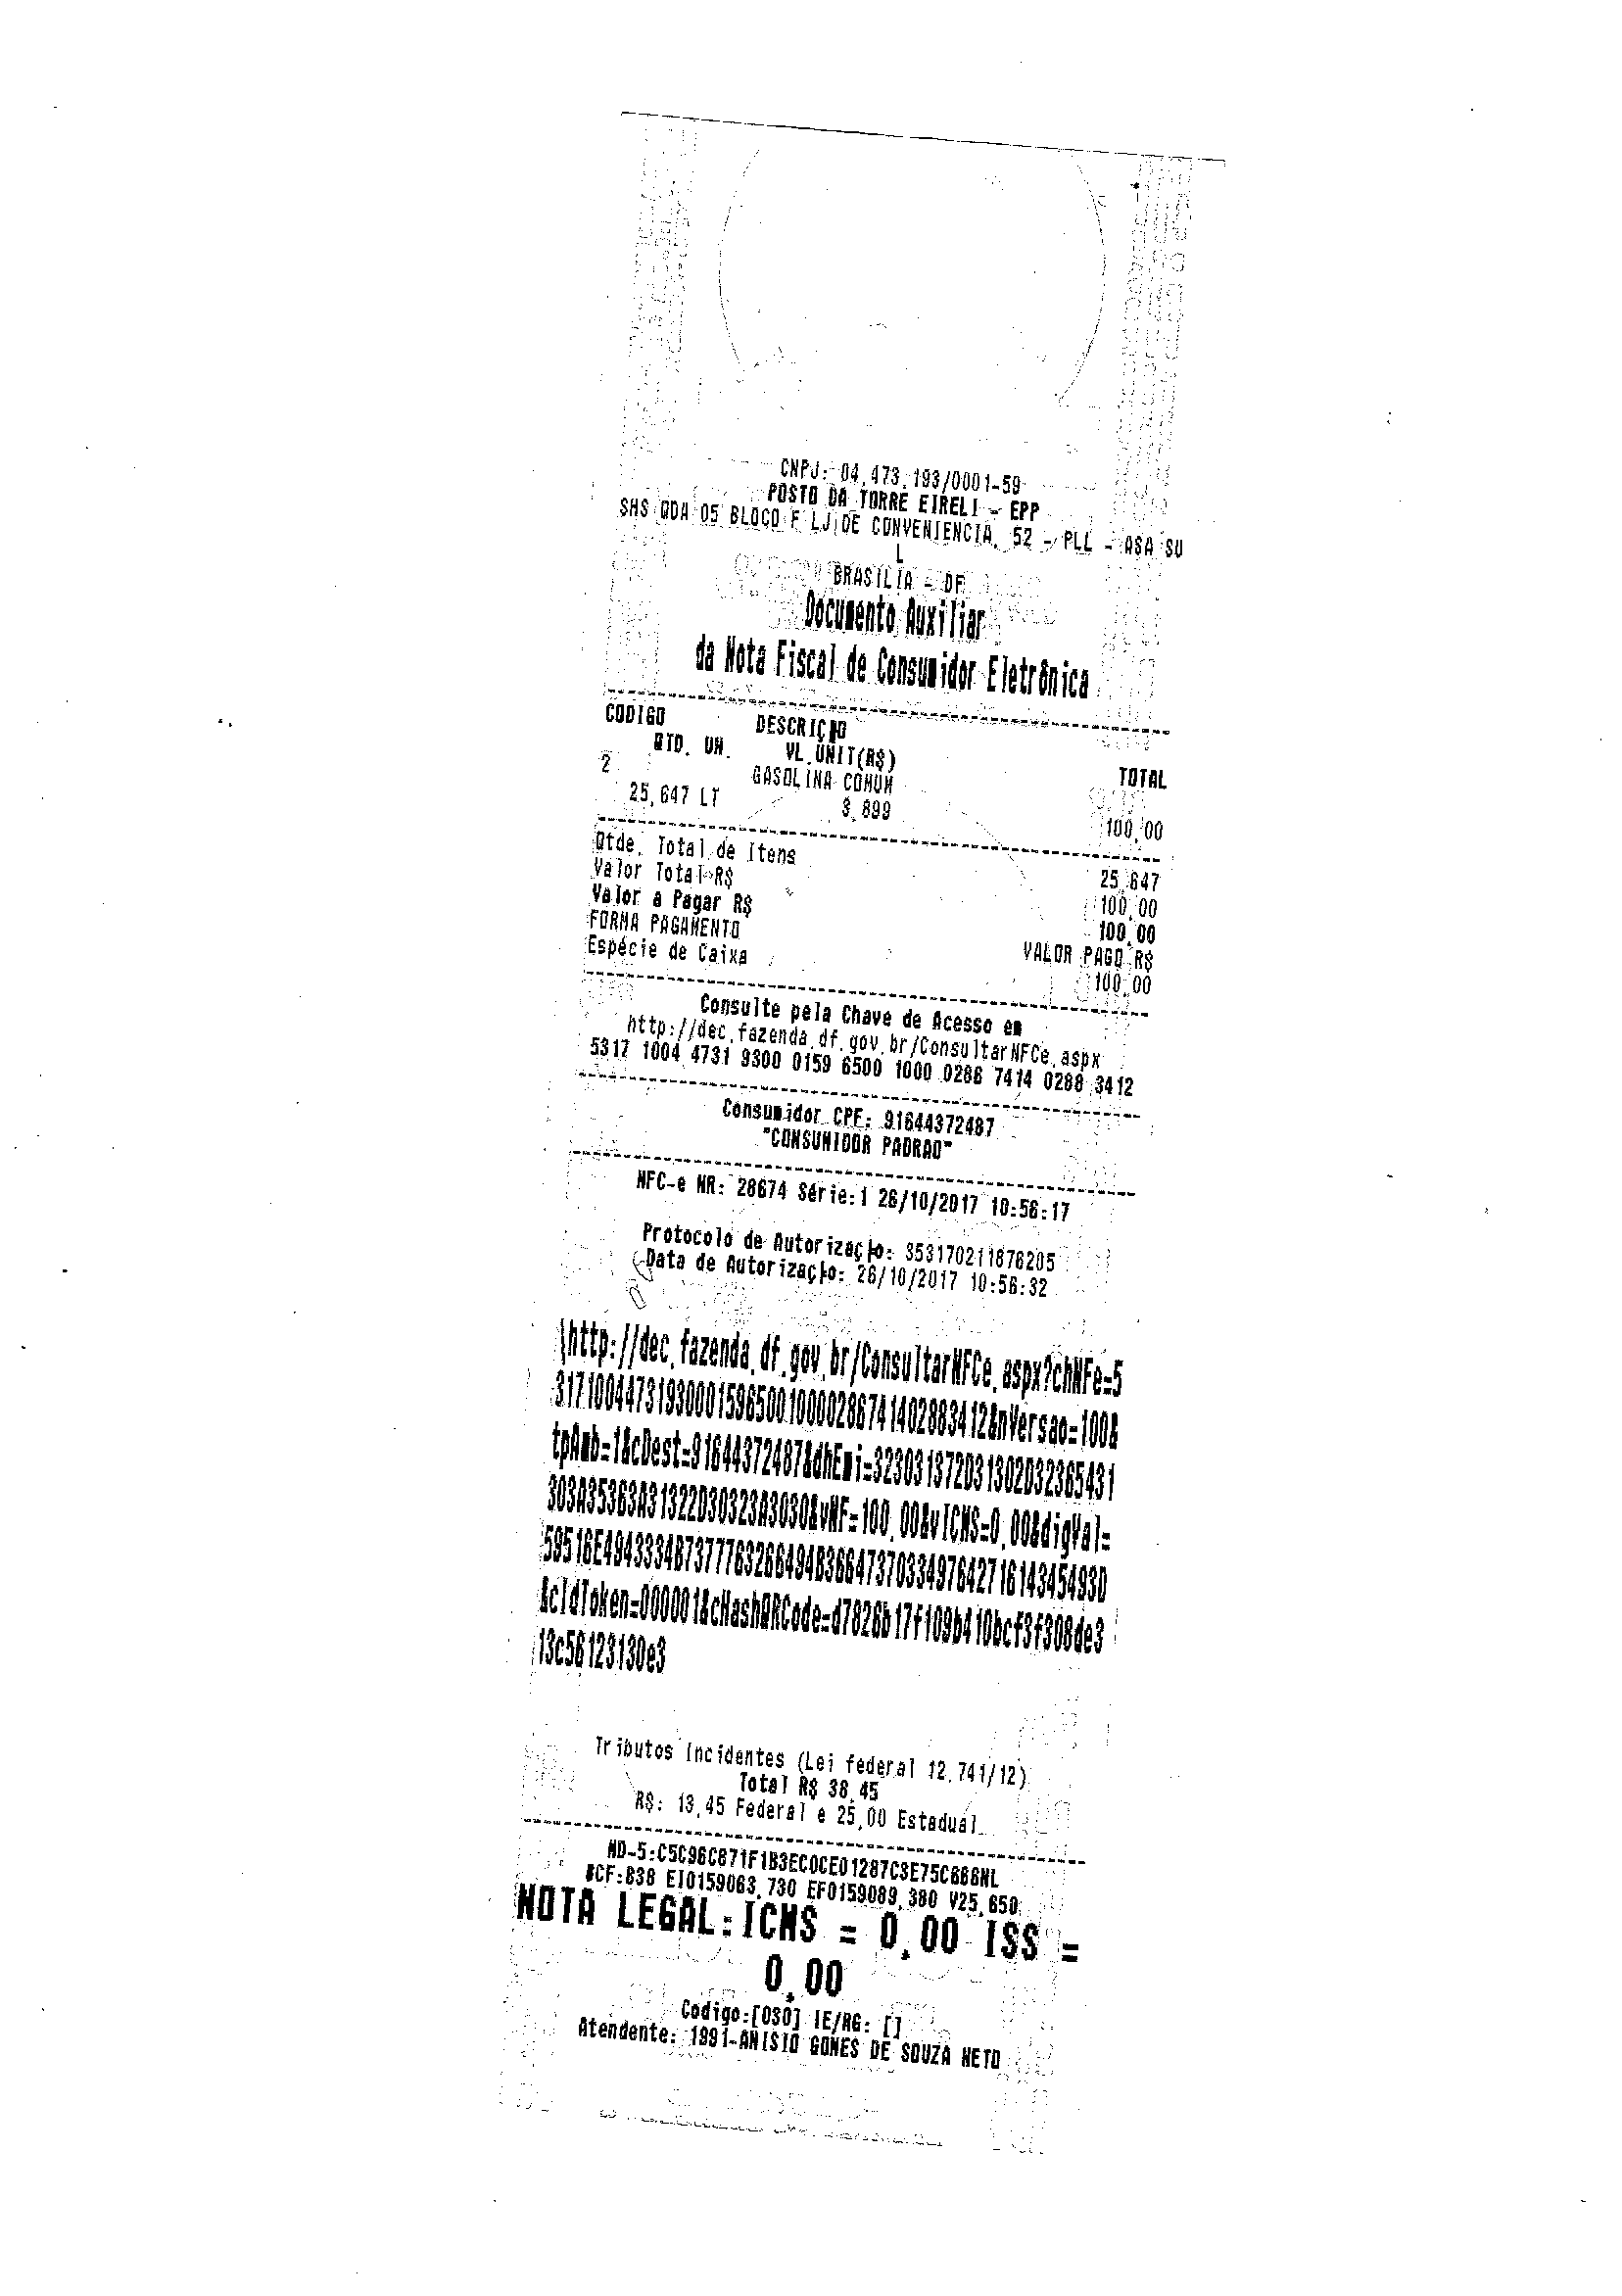 CNPJ: 04.473.193/0001-59
POSTO DA TORRE EIRELI - EPP
SHS QDA 05 BLOCO F LJ DE CONVENIENCIA, 52 - PLL - ASA SU
L
BRASILIA - DF
Documento Auxiliar
da Nota Fiscal de Consumidor Eletrônica
CODIGO DESCRIÇÃO
QTD. UN. VL.UNIT(R$) TOTAL
2 GASOLINA COMUM
25,647 LT 3,899 100,00
Qtde. Total de Itens 25,647
Valor Total R$ 100,00
Valor a Pagar R$ 100,00
FORMA PAGAMENTO VALOR PAGO R$
Espécie de Caixa 100,00
Consulte pela Chave de Acesso em
http://dec.fazenda.df.gov.br/ConsultarNFCe.aspx
5317 1004 4731 9300 0159 6500 1000 0286 7414 0288 3412
Consumidor CPF: 91644372487
"CONSUMIDOR PADRAO"
NFC-e NR: 28674 Série:1 26/10/2017 10:56:17
Protocolo de Autorização: 353170211876205
Data de Autorização: 26/10/2017 10:56:32
http://dec.fazenda.df.gov.br/ConsultarNFCe.aspx?chNFe=5
3171004473193000159650010000286741402883412&nVersao=100&
tpAmb=1&cDest=91644372487&dhEmi=323031372D31302D32365431
303A35363A31322D30323A3030&vNF=100.00&vICMS=0.00&digVal=
59516E4943334B7377763266494B366473703349764271614345493D
&cIdToken=000001&cHashQRCode=d7826b17f109b410bcf3f308de3
13c56123130e3
Tributos Incidentes (Lei federal 12.741/12)
Total R$ 38,45
R$: 13,45 Federal e 25,00 Estadual
MD-5:C5C96C871F1B3EC0CE01287C3E75C666NL
#CF:B38 EI0159063.730 EF0159089.380 V25.650
NOTA LEGAL: ICMS = 0,00 ISS =
0,00
Codigo:[030] IE/RG: []
Atendente: 1991-ANISIO GOMES DE SOUZA NETO